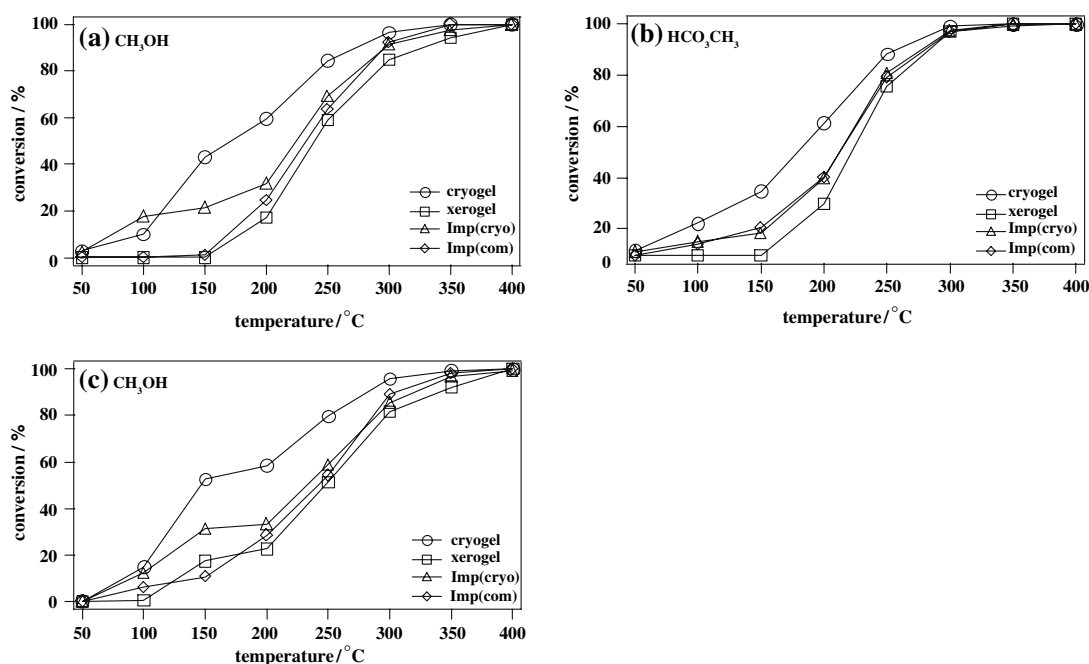 (a) CH₃OH
conversion / %
100
80
60
40
20
0
cryogel
xerogel
Imp(cryo)
Imp(com)
50 100 150 200 250 300 350 400
temperature/°C
(b) HCO₃CH₃
conversion / %
100
80
60
40
20
0
cryogel
xerogel
Imp(cryo)
Imp(com)
50 100 150 200 250 300 350 400
temperature/°C
(c) CH₃OH
conversion / %
100
80
60
40
20
0
cryogel
xerogel
Imp(cryo)
Imp(com)
50 100 150 200 250 300 350 400
temperature/°C